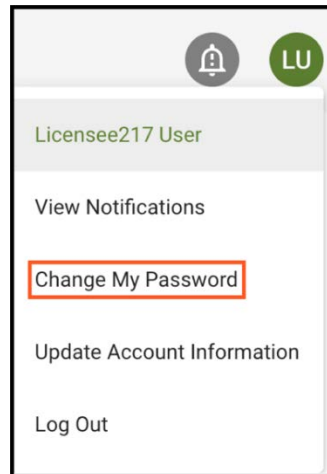 LU
Licensee217 User
View Notifications
Change My Password
Update Account Information
Log Out